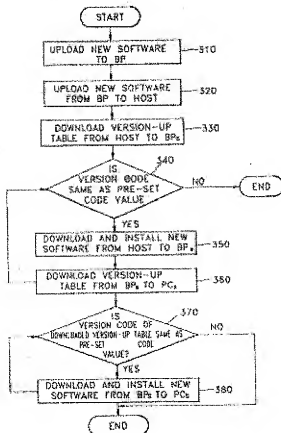 START
UPLOAD NEW SOFTWARE
TO BP
310
UPLOAD NEW SOFTWARE
FROM BP TO HOST
320
DOWNLOAD VERSION-UP
TABLE FROM HOST TO BPs
330
340
IS
VERSION CODE
SAME AS PRE-SET
CODE VALUE
NO
END
YES
DOWNLOAD AND INSTALL NEW
SOFTWARE FROM HOST TO BPs
350
DOWNLOAD VERSION-UP
TABLE FROM BPs TO PCs
360
370
IS
VERSION CODE OF
DOWNLOADED VERSION-UP TABLE SAME AS
PRE-SET CODE
VALUE?
NO
YES
DOWNLOAD AND INSTALL NEW
SOFTWARE FROM BPs TO PCs
380
END